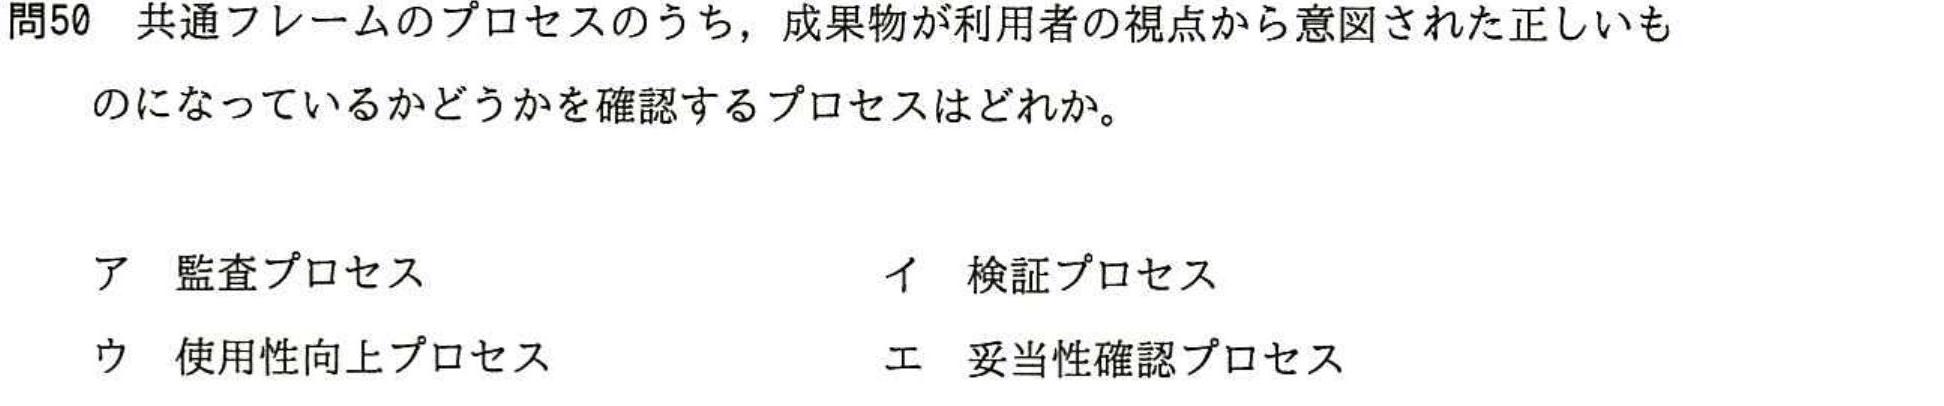 問50 共通フレームのプロセスのうち，成果物が利用者の視点から意図された正しいも
のになっているかどうかを確認するプロセスはどれか。
ア 監査プロセス イ 検証プロセス
ウ 使用性向上プロセス エ 妥当性確認プロセス